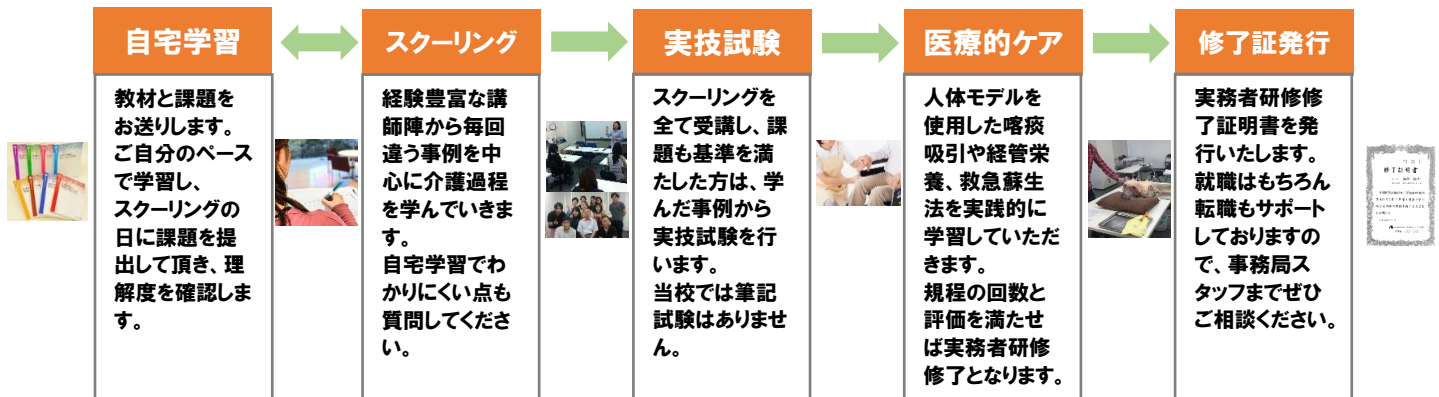 自宅学習
教材と課題を
お送りします。
ご自分のペース
で学習し、
スクーリングの
日に課題を提
出して頂き、理
解度を確認しま
す。
スクーリング
経験豊富な講
師陣から毎回
違う事例を中
心に介護過程
を学んでいきま
す。
自宅学習でわ
かりにくい点も
質問してくださ
い。
実技試験
スクーリングを
全て受講し、課
題も基準を満
たした方は、学
んだ事例から
実技試験を行
います。
当校では筆記
試験はありませ
ん。
医療的ケア
人体モデルを
使用した喀痰
吸引や経管栄
養、救急蘇生
法を実践的に
学習していただ
きます。
規程の回数と
評価を満たせ
ば実務者研修
修了となります。
修了証発行
実務者研修修
了証明書を発
行いたします。
就職はもちろん
転職もサポート
しておりますの
で、事務局ス
タッフまでぜひ
ご相談ください。
修了証明書